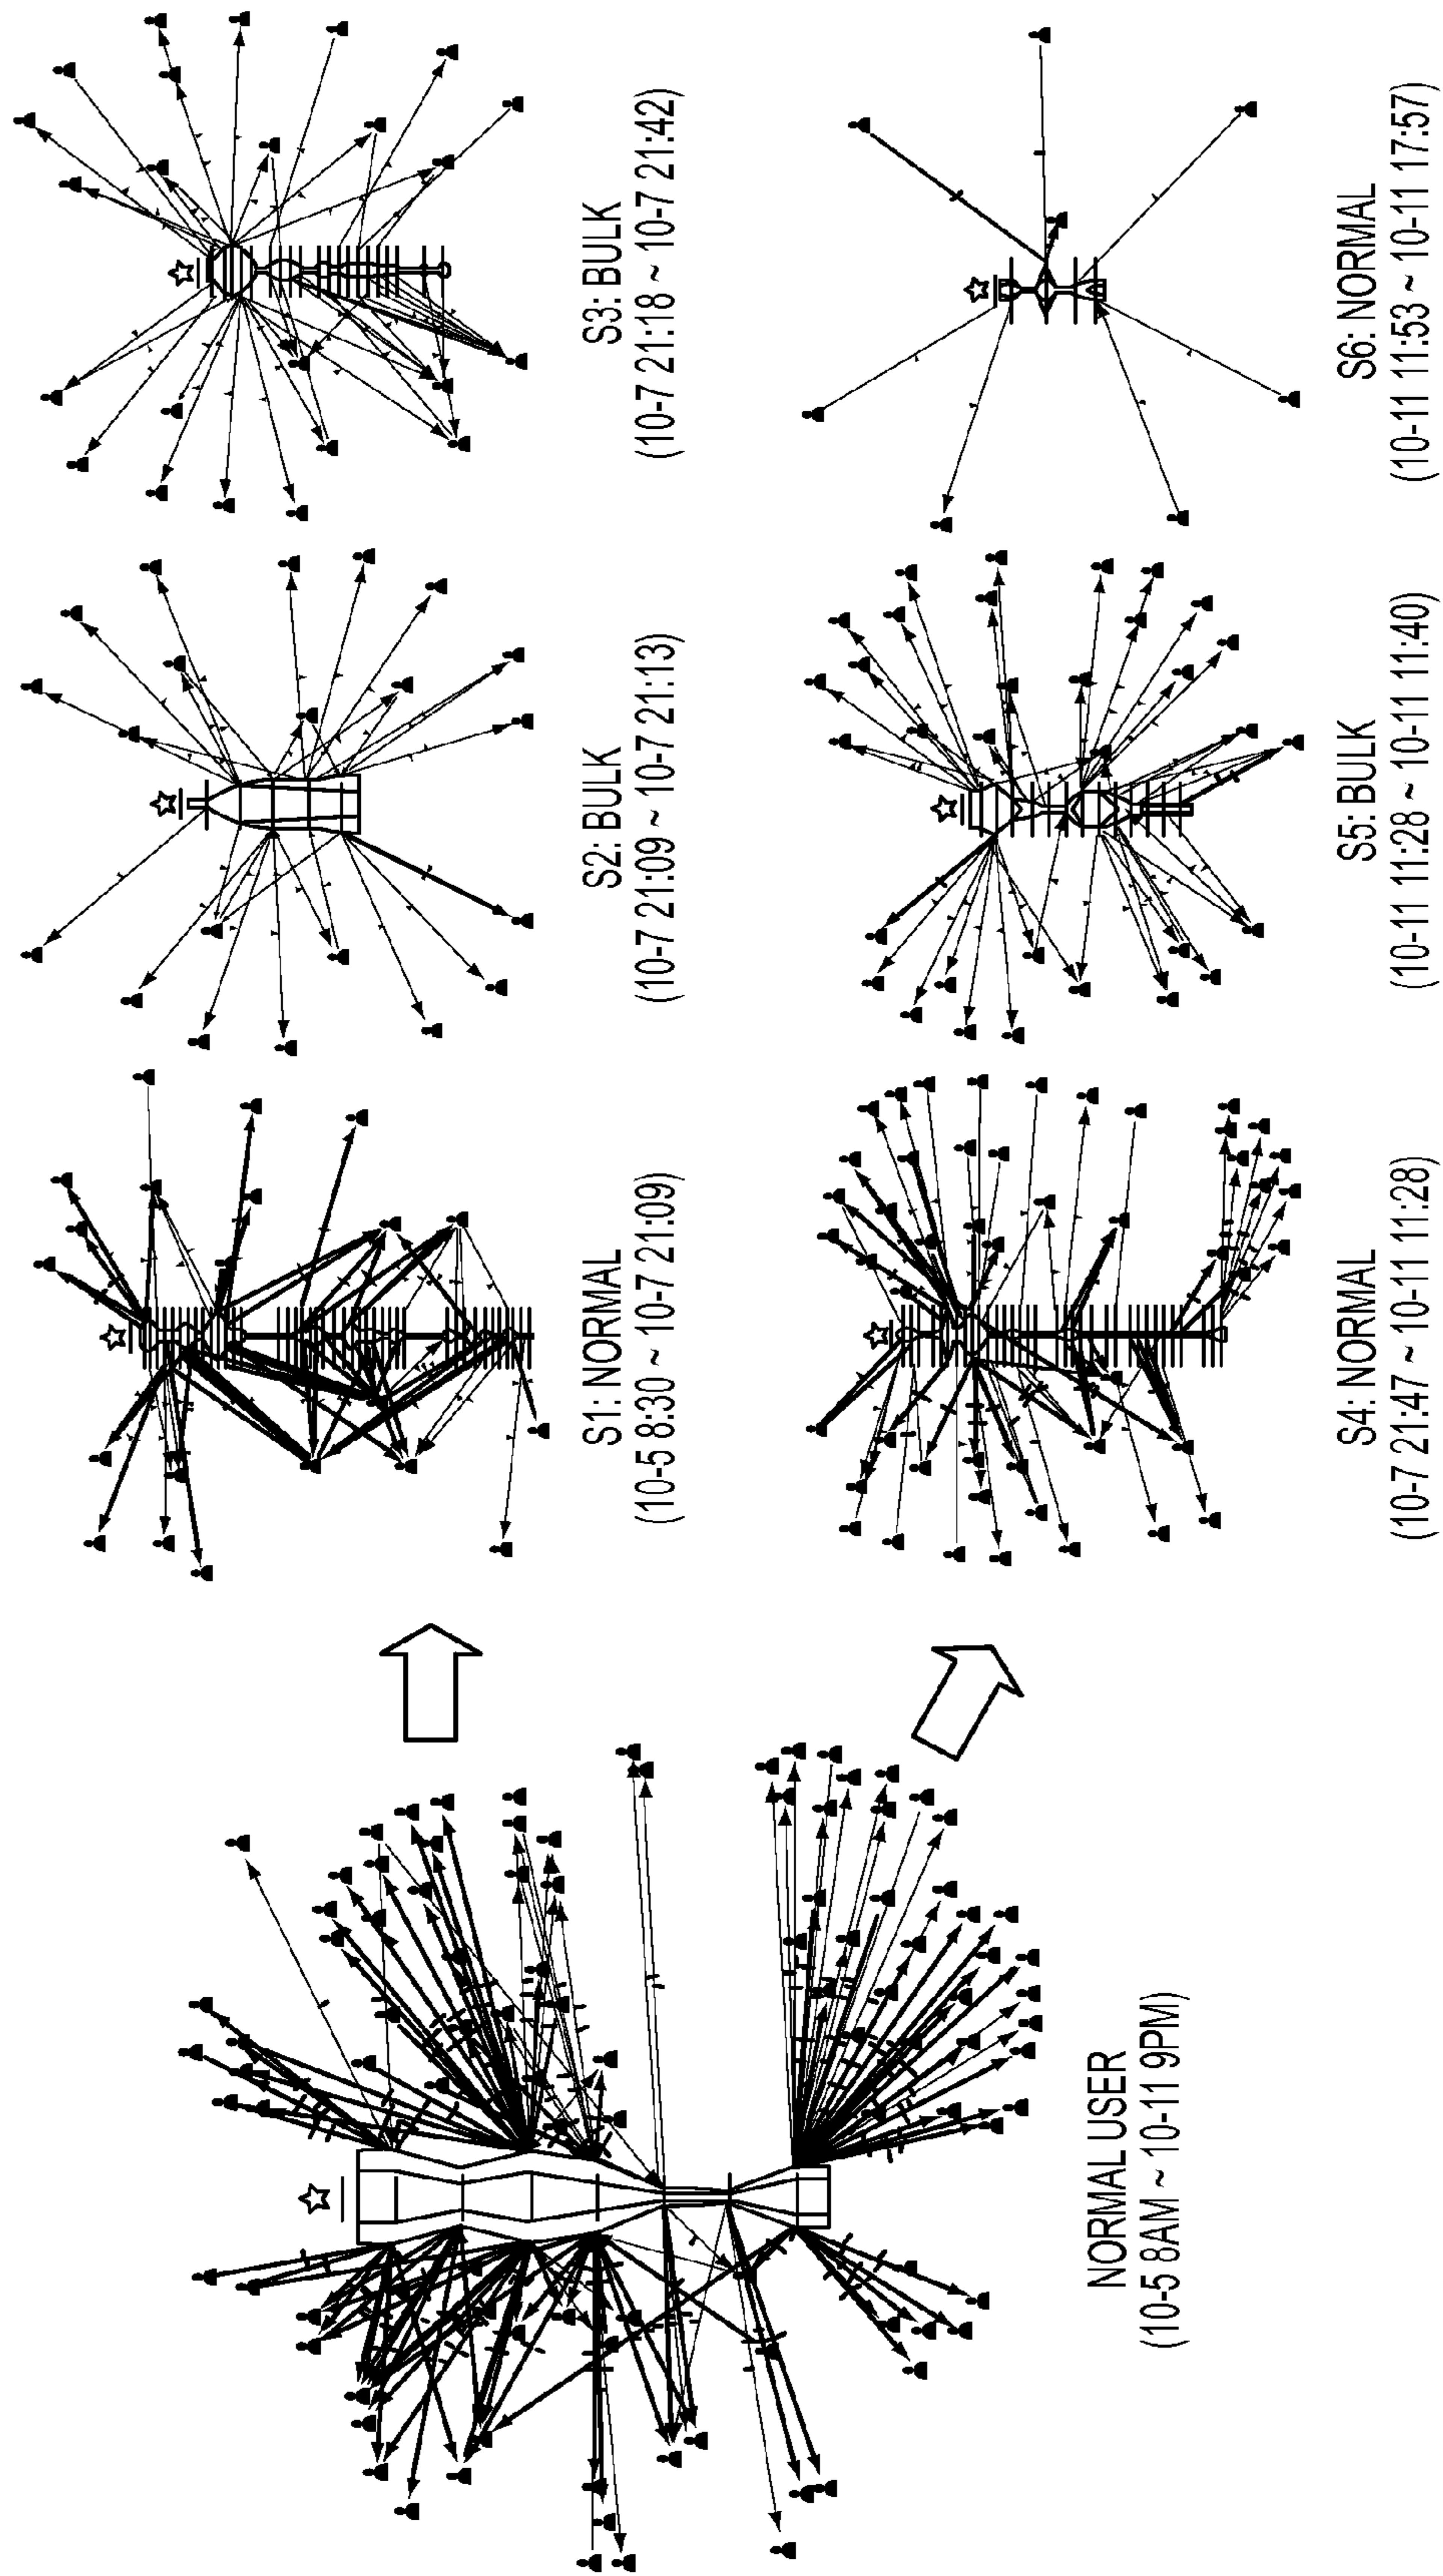 NORMAL USER
(10-5 8AM ~ 10-11 9PM)
S1: NORMAL
(10-5 8:30 ~ 10-7 21:09)
S2: BULK
(10-7 21:09 ~ 10-7 21:13)
S3: BULK
(10-7 21:18 ~ 10-7 21:42)
S4: NORMAL
(10-7 21:47 ~ 10-11 11:28)
S5: BULK
(10-11 11:28 ~ 10-11 11:40)
S6: NORMAL
(10-11 11:53 ~ 10-11 17:57)